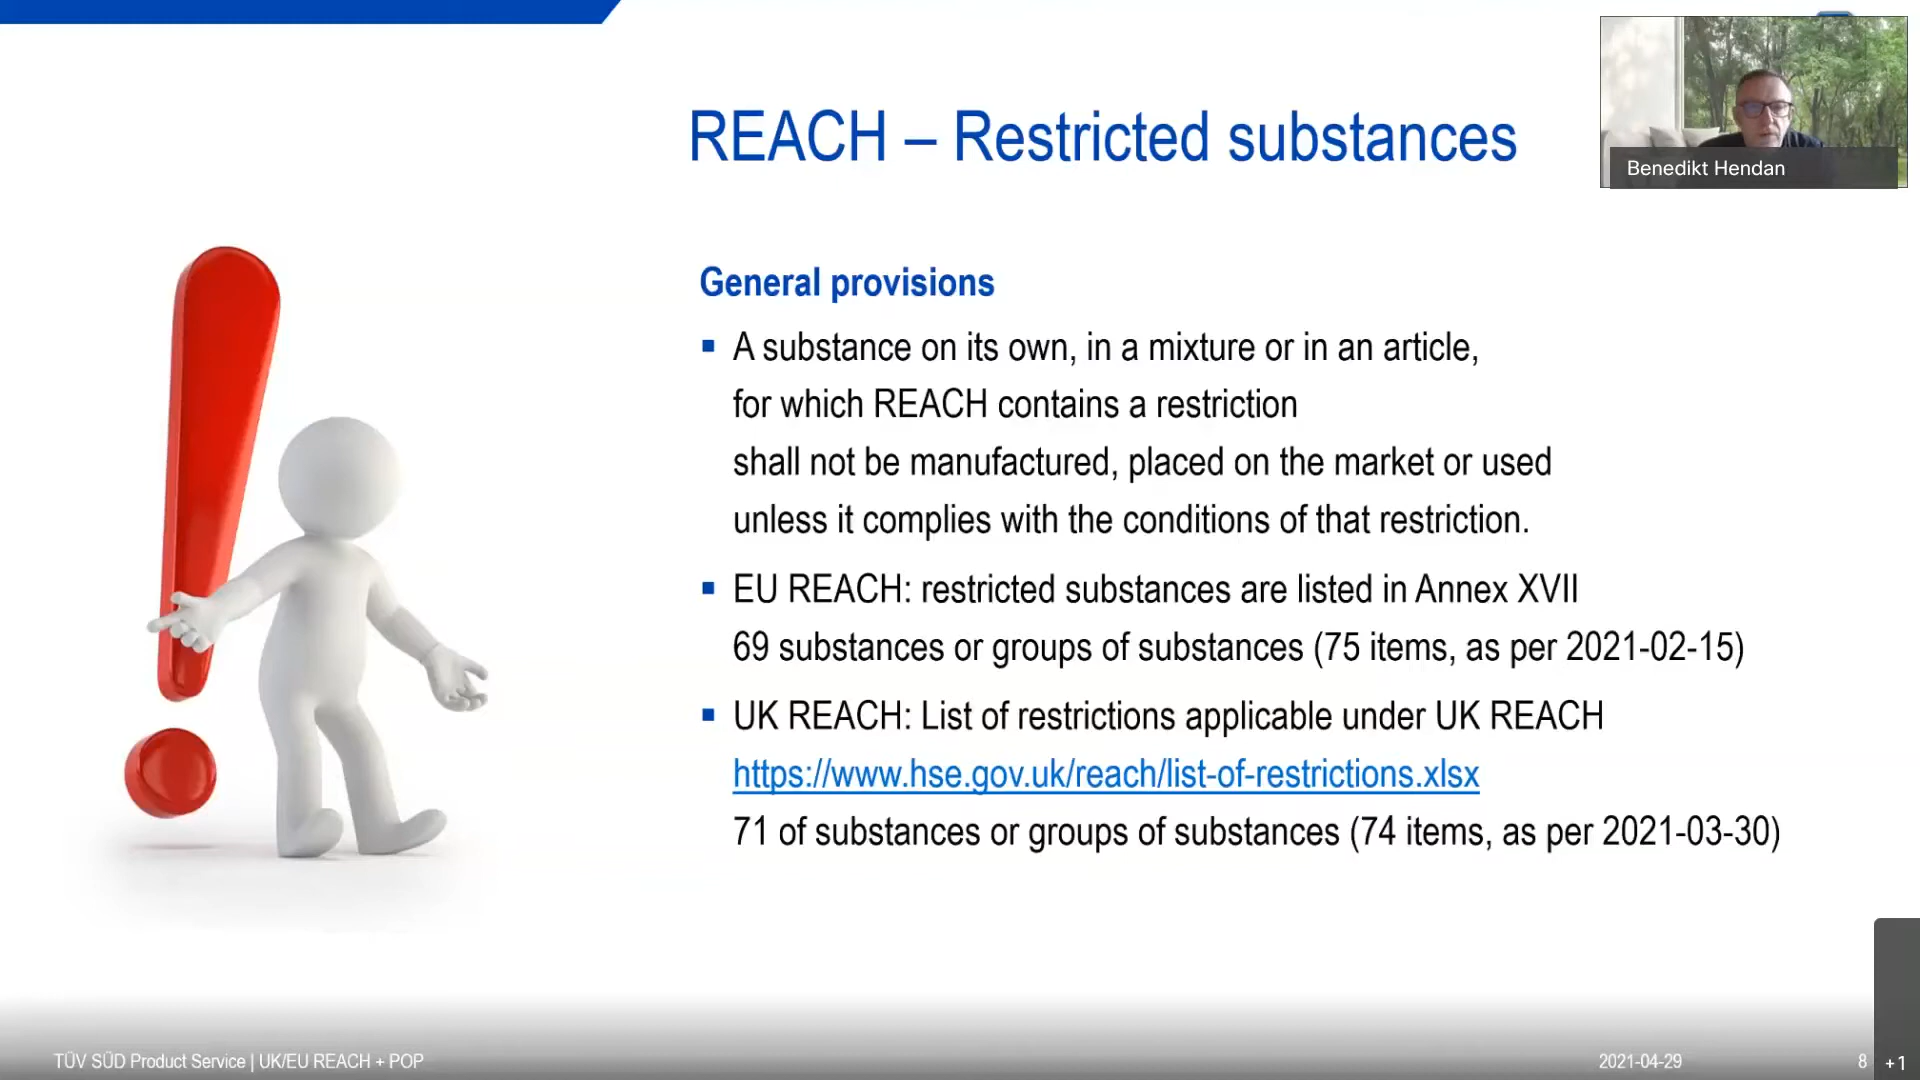 REACH – Restricted substances
Benedikt Hendan
General provisions
A substance on its own, in a mixture or in an article,
for which REACH contains a restriction
shall not be manufactured, placed on the market or used
unless it complies with the conditions of that restriction.
EU REACH: restricted substances are listed in Annex XVII
69 substances or groups of substances (75 items, as per 2021-02-15)
UK REACH: List of restrictions applicable under UK REACH
https://www.hse.gov.uk/reach/list-of-restrictions.xlsx
71 of substances or groups of substances (74 items, as per 2021-03-30)
TÜV SÜD Product Service | UK/EU REACH + POP
2021-04-29
8
+1